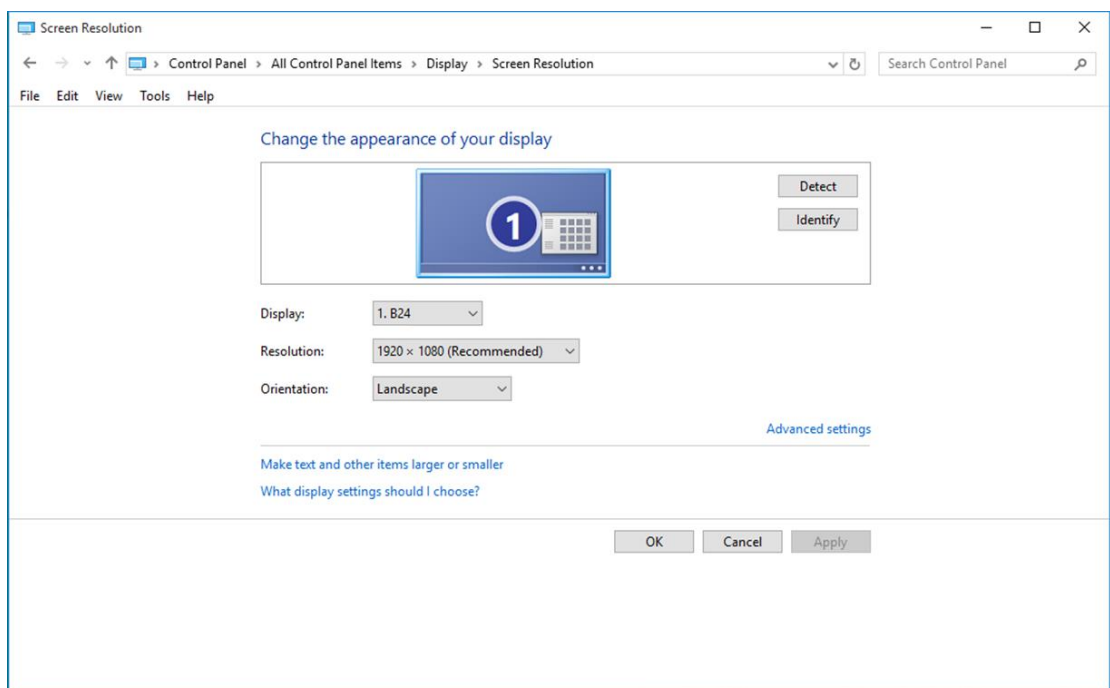 Screen Resolution
Control Panel > All Control Panel Items > Display > Screen Resolution
Search Control Panel
File Edit View Tools Help
Change the appearance of your display
1
Detect
Identify
Display: 1. B24
Resolution: 1920 × 1080 (Recommended)
Orientation: Landscape
Advanced settings
Make text and other items larger or smaller
What display settings should I choose?
OK Cancel Apply